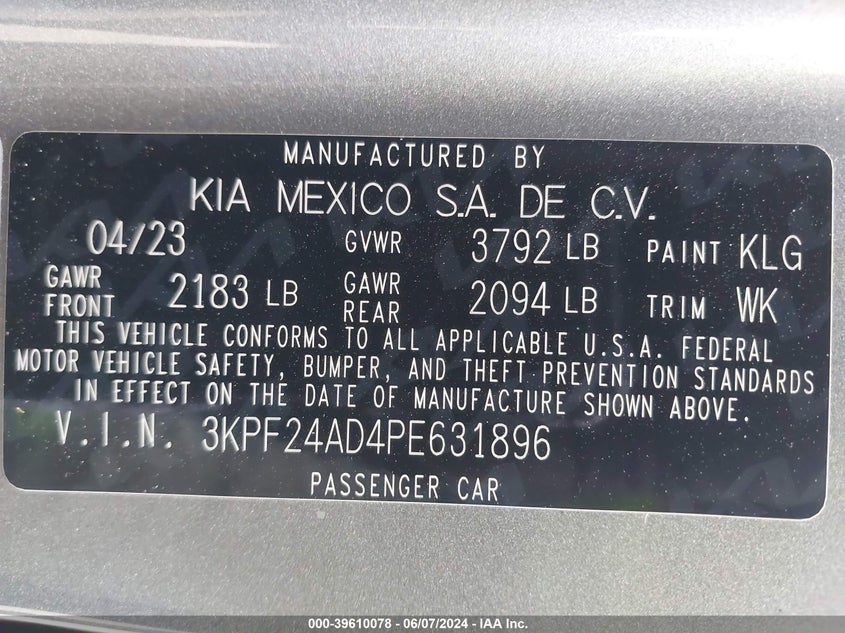 MANUFACTURED BY
KIA MEXICO S.A. DE C.V.
04/23 GVWR 3792 LB PAINT KLG
GAWR FRONT 2183 LB GAWR REAR 2094 LB TRIM WK
THIS VEHICLE CONFORMS TO ALL APPLICABLE U.S.A. FEDERAL
MOTOR VEHICLE SAFETY, BUMPER, AND THEFT PREVENTION STANDARDS
IN EFFECT ON THE DATE OF MANUFACTURE SHOWN ABOVE.
V.I.N. 3KPF24AD4PE631896
PASSENGER CAR
000-39610078 - 06/07/2024 - IAA Inc.